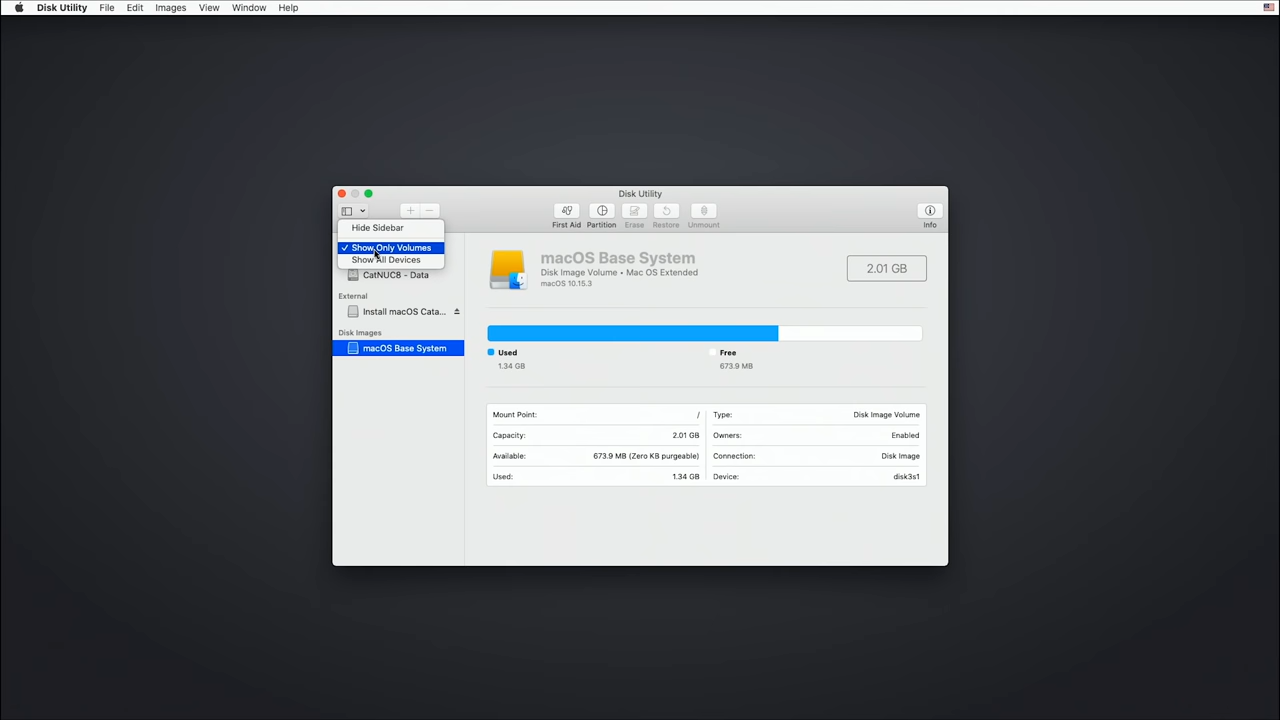 Disk Utility File Edit Images View Window Help
Disk Utility
First Aid Partition Erase Restore Unmount Info
Hide Sidebar
✓ Show Only Volumes
Show All Devices
CatNUC8 - Data
External
Install macOS Cata...
Disk Images
macOS Base System
macOS Base System
Disk Image Volume • Mac OS Extended
macOS 10.15.3
2.01 GB
Used
1.34 GB
Free
673.9 MB
Mount Point: /
Capacity: 2.01 GB
Available: 673.9 MB (Zero KB purgeable)
Used: 1.34 GB
Type: Disk Image Volume
Owners: Enabled
Connection: Disk Image
Device: disk3s1